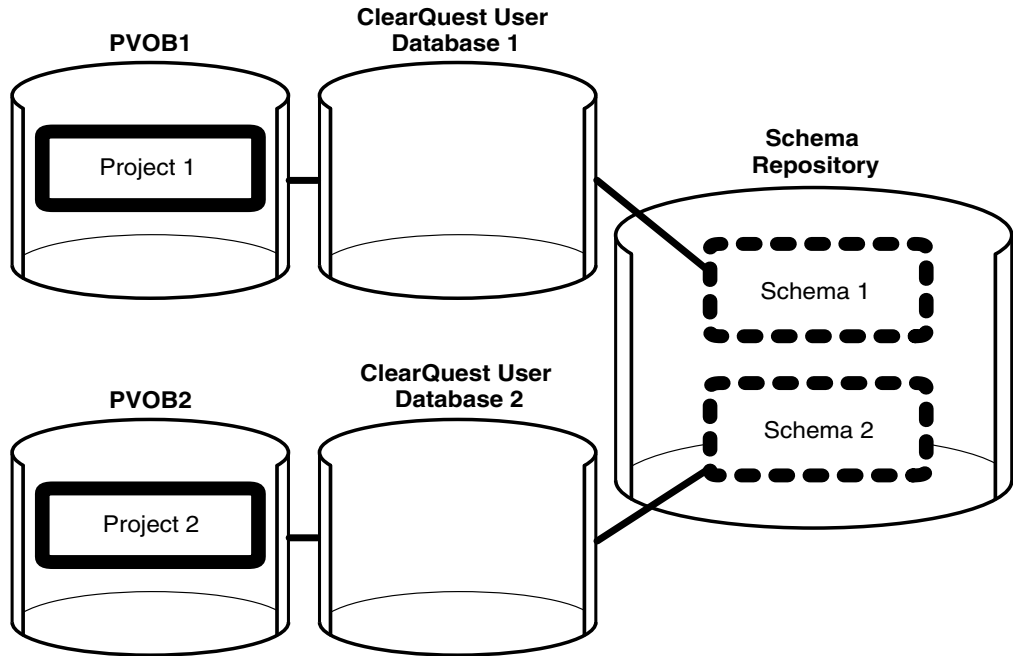 PVOB1
ClearQuest User
Database 1
Project 1
Schema
Repository
Schema 1
PVOB2
ClearQuest User
Database 2
Schema 2
Project 2